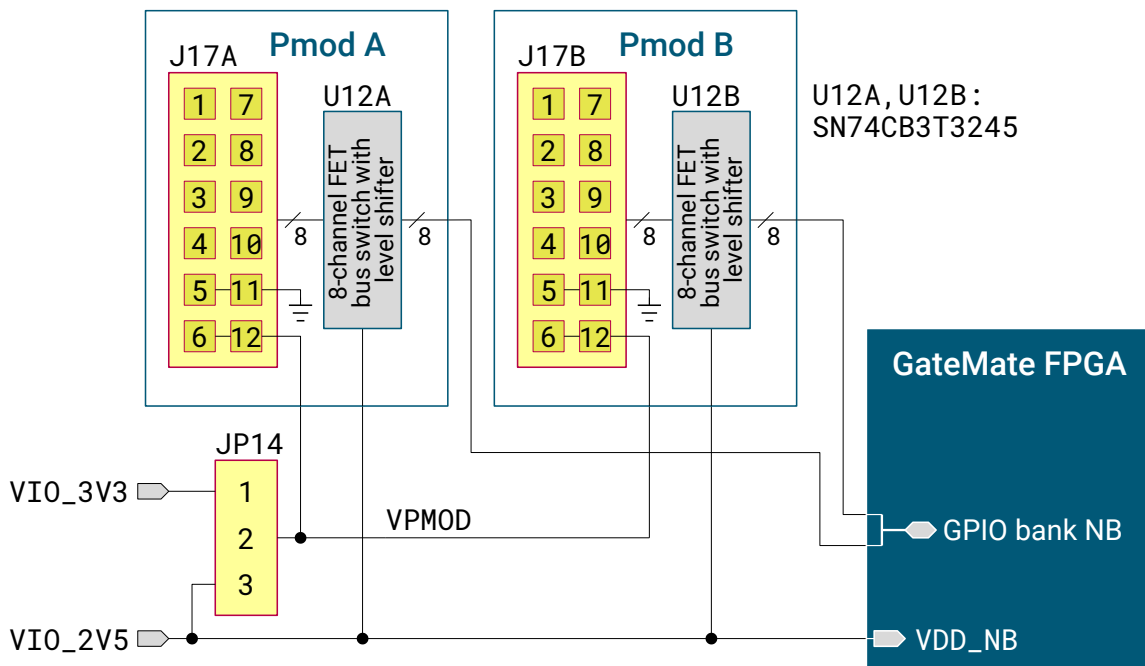 Pmod A
J17A
U12A
1 7
2 8
3 9
4 10
5 11
6 12
8-channel FET
bus switch with
level shifter
8
8
Pmod B
J17B
U12B
1 7
2 8
3 9
4 10
5 11
6 12
8-channel FET
bus switch with
level shifter
8
8
U12A,U12B:
SN74CB3T3245
GateMate FPGA
GPIO bank NB
VDD_NB
JP14
1
2
3
VIO_3V3
VPMOD
VIO_2V5